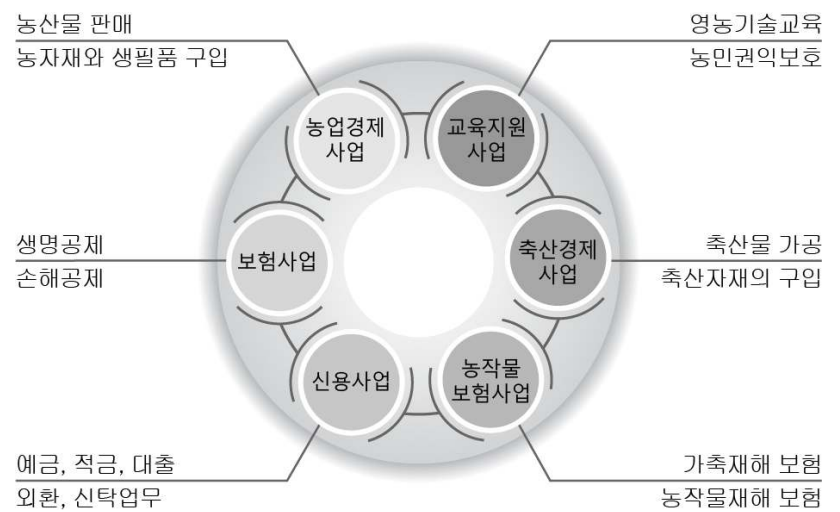 농산물 판매
농자재와 생필품 구입
영농기술교육
농민권익보호
농업경제
사업
교육지원
사업
생명공제
손해공제
보험사업
축산경제
사업
축산물 가공
축산자재의 구입
신용사업
농작물
보험사업
예금, 적금, 대출
외환, 신탁업무
가축재해 보험
농작물재해 보험